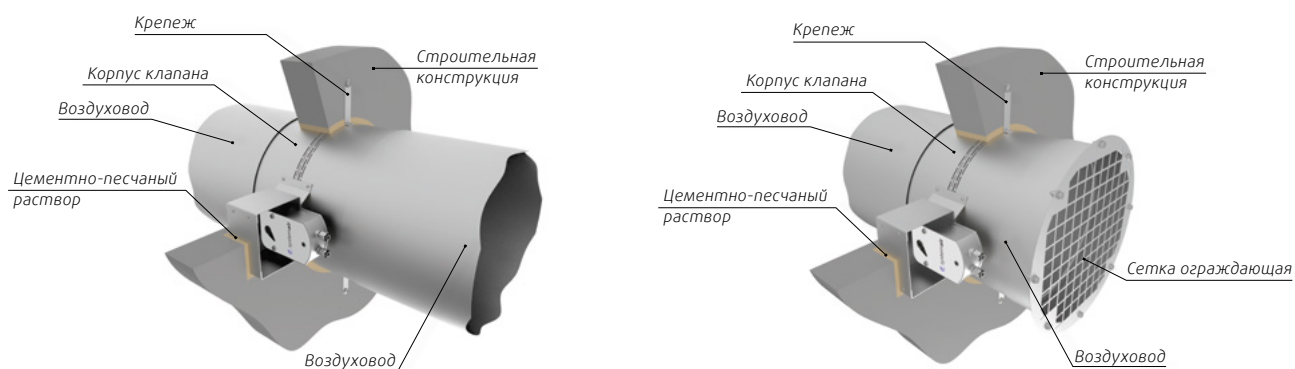 Крепеж
Строительная
конструкция
Корпус клапана
Воздуховод
Цементно-песчаный
раствор
Воздуховод
Крепеж
Строительная
конструкция
Корпус клапана
Воздуховод
Цементно-песчаный
раствор
Сетка ограждающая
Воздуховод